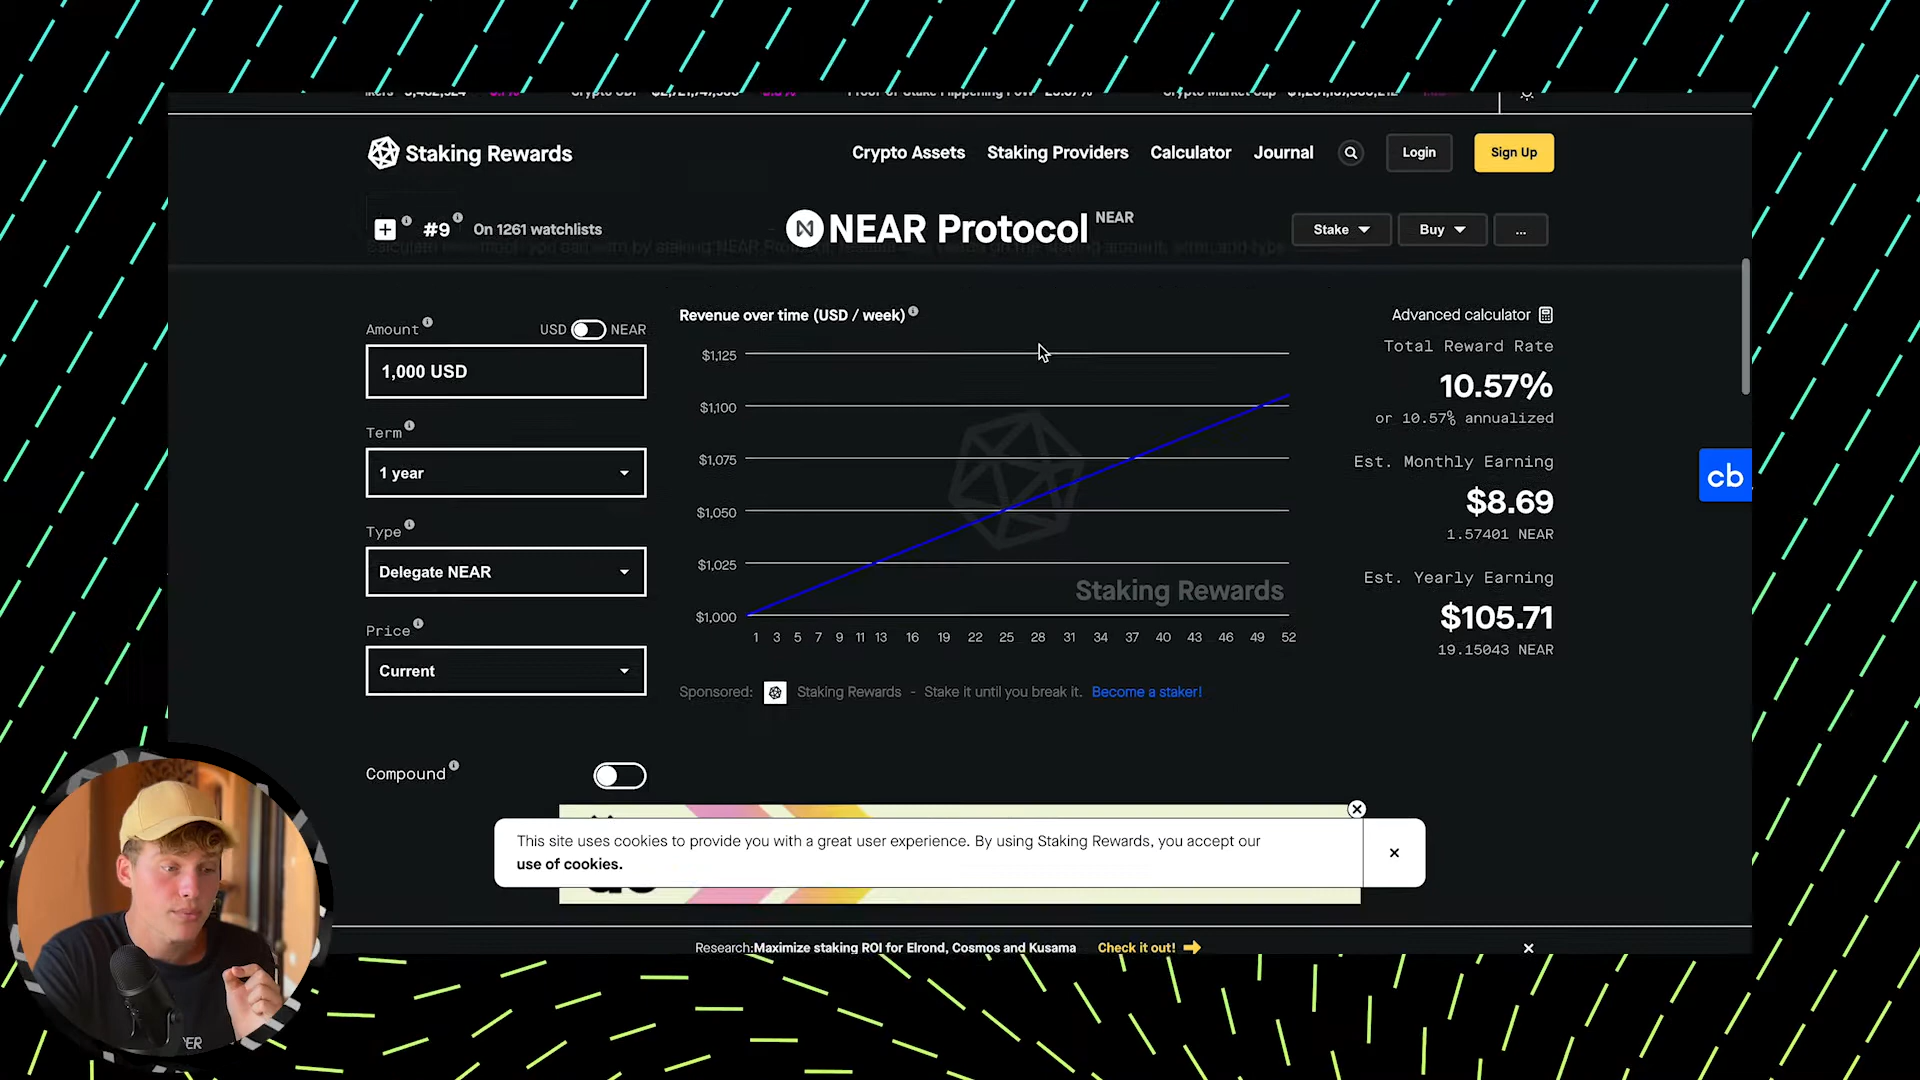 Staking Rewards
Crypto Assets
Staking Providers
Calculator
Journal
Login
Sign Up
#9
On 1261 watchlists
NEAR Protocol NEAR
Stake
Buy
...
Amount
USD NEAR
1,000 USD
Term
1 year
Type
Delegate NEAR
Price
Current
Compound
Revenue over time (USD / week)
$1,125
$1,100
$1,075
$1,050
$1,025
$1,000
Staking Rewards
1 3 5 7 9 11 13 16 19 22 25 28 31 34 37 40 43 46 49 52
Sponsored: Staking Rewards - Stake it until you break it. Become a staker!
Advanced calculator
Total Reward Rate
10.57%
or 10.57% annualized
Est. Monthly Earning
$8.69
1.57401 NEAR
Est. Yearly Earning
$105.71
19.15043 NEAR
cb
This site uses cookies to provide you with a great user experience. By using Staking Rewards, you accept our
use of cookies.
Research:Maximize staking ROI for Elrond, Cosmos and Kusama Check it out!